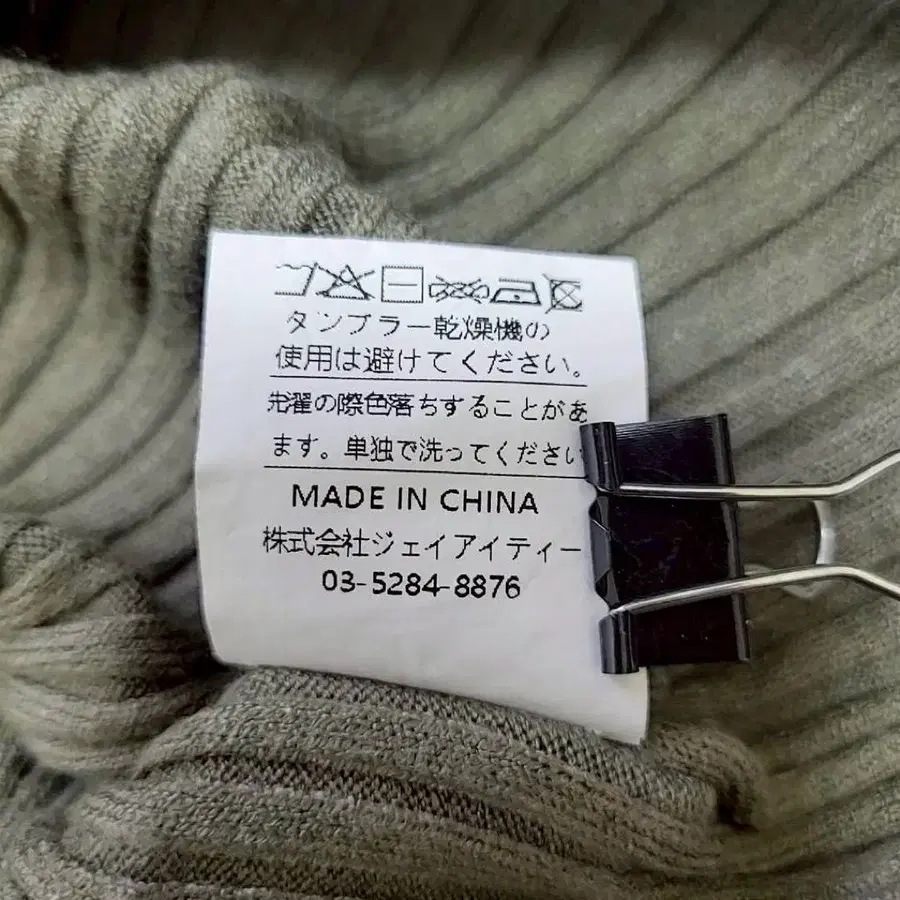 タンブラー乾燥機の
使用は避けてください。
洗濯の際色落ちすることがあ
ます。単独で洗ってください
MADE IN CHINA
株式会社ジェイアイティー
03-5284-8876